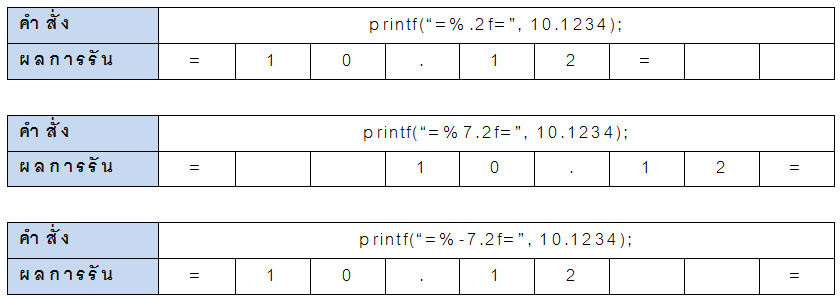 คำสั่ง printf(“=%.2f=”, 10.1234);
ผลการรัน = 1 0 . 1 2 =
คำสั่ง printf(“=%7.2f=”, 10.1234);
ผลการรัน = 1 0 . 1 2 =
คำสั่ง printf(“=%-7.2f=”, 10.1234);
ผลการรัน = 1 0 . 1 2 =